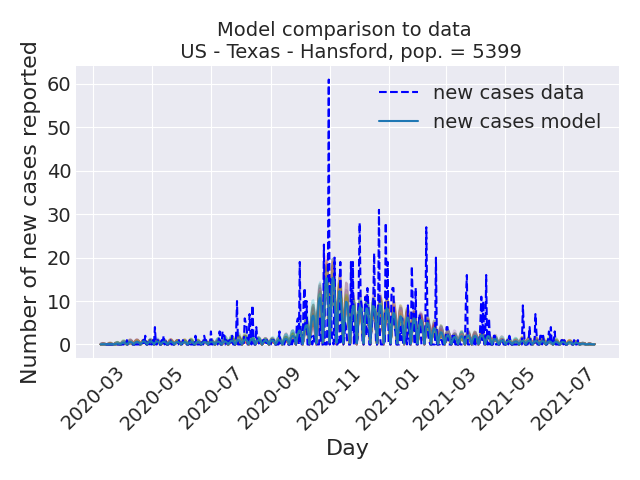 Model comparison to data
US - Texas - Hansford, pop. = 5399
Number of new cases reported
60
50
40
30
20
10
0
new cases data
new cases model
2020-03
2020-05
2020-07
2020-09
2020-11
2021-01
2021-03
2021-05
2021-07
Day